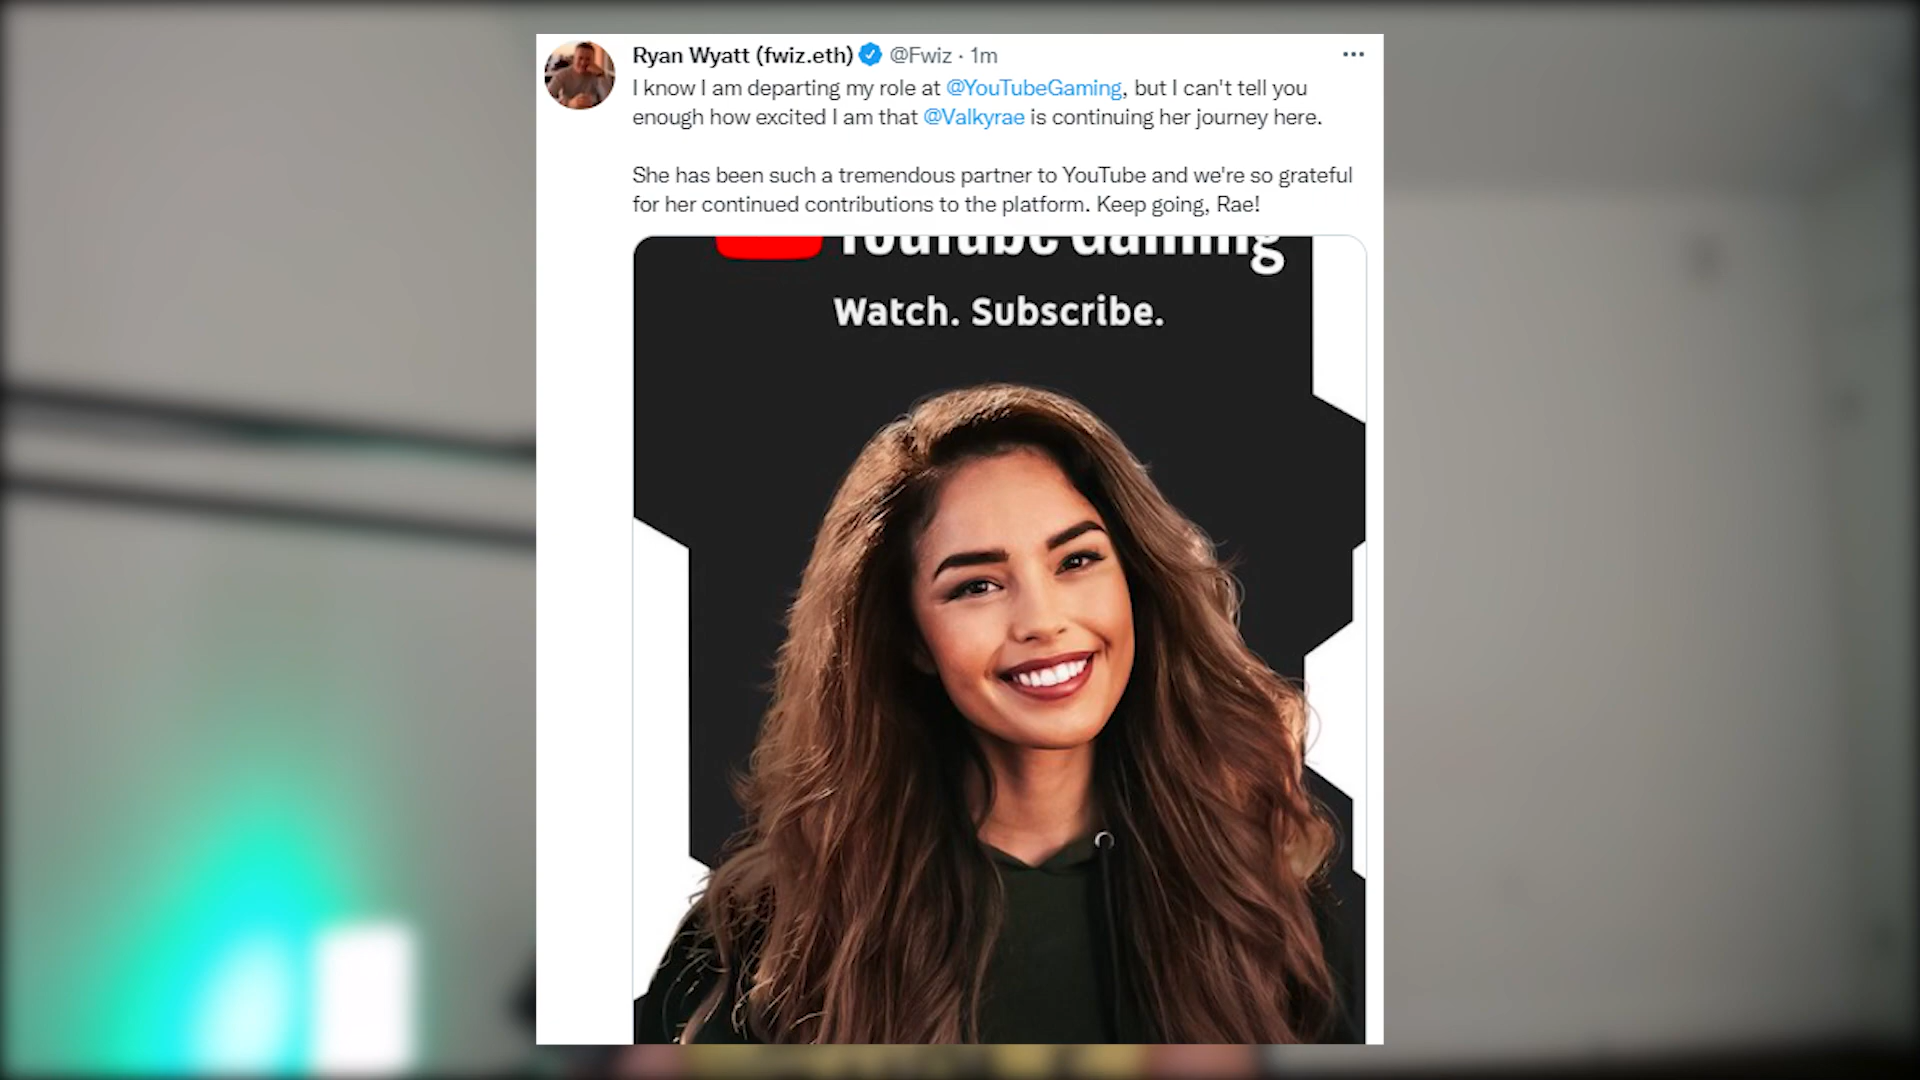 Ryan Wyatt (fwiz.eth) @Fwiz · 1m
I know I am departing my role at @YouTubeGaming, but I can't tell you
enough how excited I am that @Valkyrae is continuing her journey here.
She has been such a tremendous partner to YouTube and we're so grateful
for her continued contributions to the platform. Keep going, Rae!
YouTube Gaming
Watch. Subscribe.